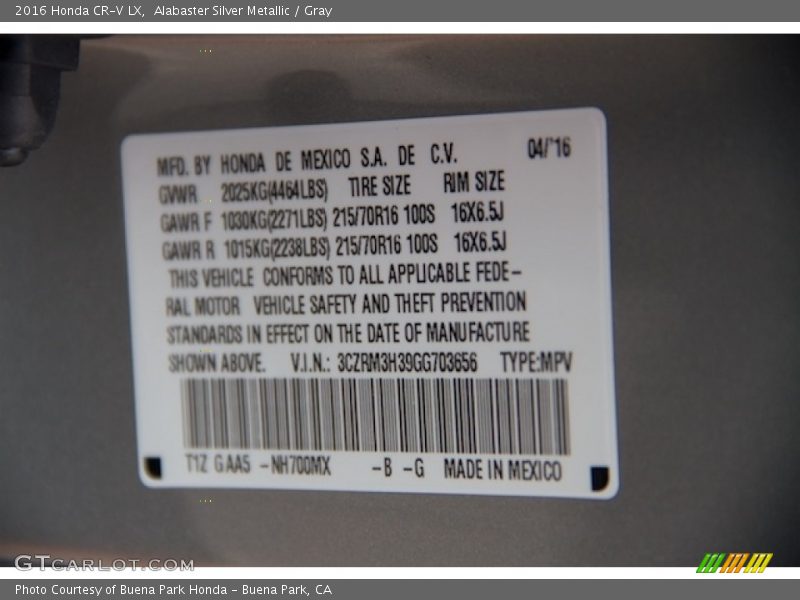 2016 Honda CR-V LX,  Alabaster Silver Metallic / Gray
MFD. BY HONDA DE MEXICO S.A. DE C.V. 04/'16
GVWR 2025KG(4464LBS) TIRE SIZE RIM SIZE
GAWR F 1030KG(2271LBS) 215/70R16 100S 16X6.5J
GAWR R 1015KG(2238LBS) 215/70R16 100S 16X6.5J
THIS VEHICLE CONFORMS TO ALL APPLICABLE FEDE-
RAL MOTOR VEHICLE SAFETY AND THEFT PREVENTION
STANDARDS IN EFFECT ON THE DATE OF MANUFACTURE
SHOWN ABOVE. V.I.N.: 3CZRM3H39GG703656 TYPE:MPV
T1Z GAA5 -NH700MX -B -G MADE IN MEXICO
GTCARLOT.COM
Photo Courtesy of Buena Park Honda - Buena Park, CA